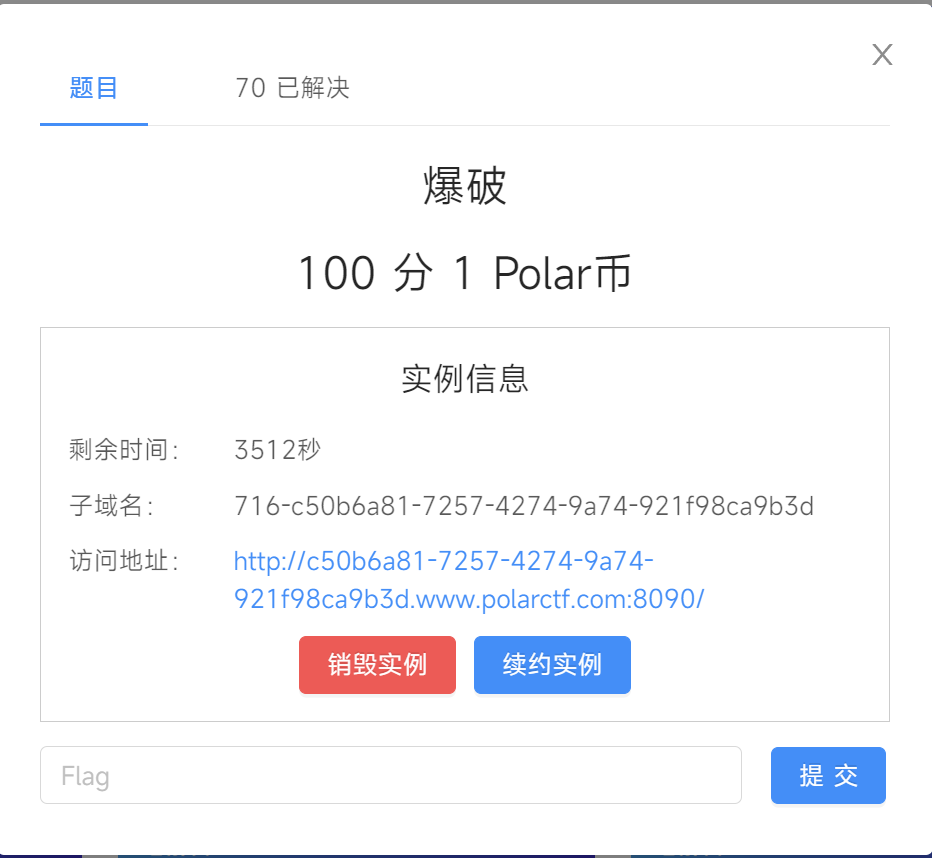 X
题目 70 已解决
爆破
100 分 1 Polar币
实例信息
剩余时间： 3512秒
子域名： 716-c50b6a81-7257-4274-9a74-921f98ca9b3d
访问地址： http://c50b6a81-7257-4274-9a74-
921f98ca9b3d.www.polarctf.com:8090/
销毁实例 续约实例
Flag 提 交